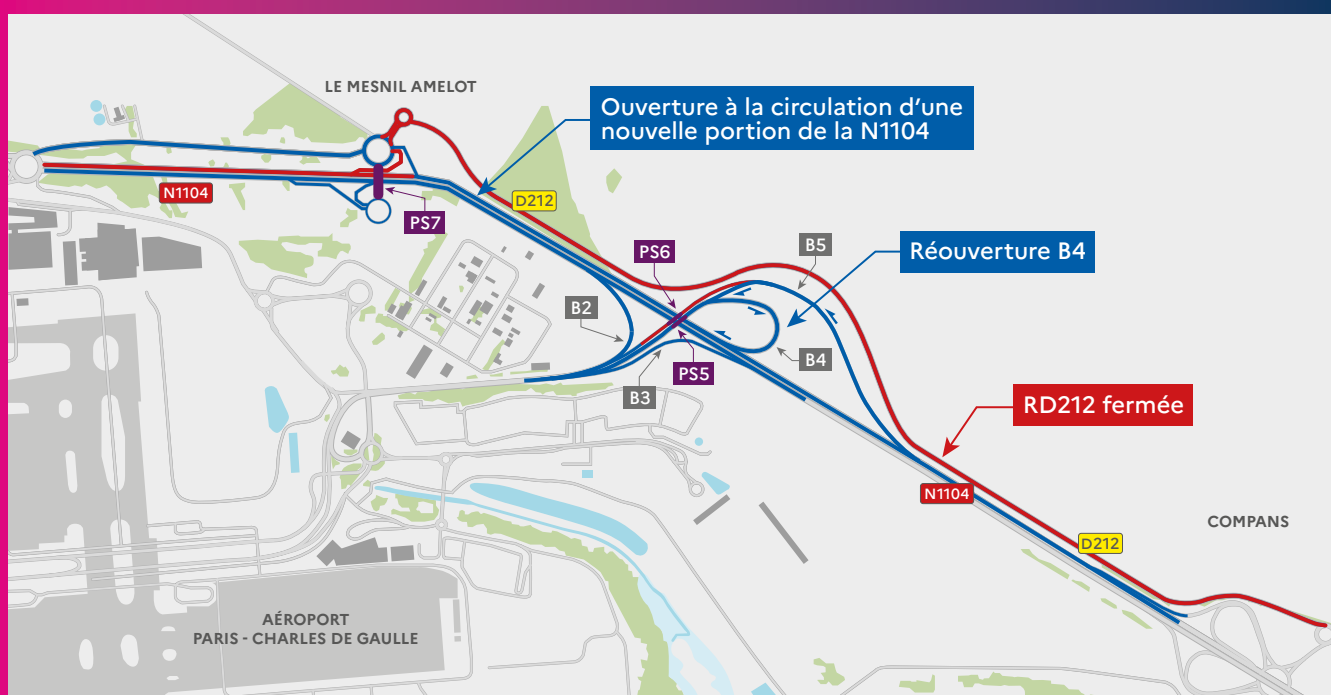 LE MESNIL AMELOT
Ouverture à la circulation d'une
nouvelle portion de la N1104
N1104
D212
PS7
PS6
B5
Réouverture B4
B2
B4
PS5
B3
RD212 fermée
N1104
COMPANS
D212
AÉROPORT
PARIS - CHARLES DE GAULLE